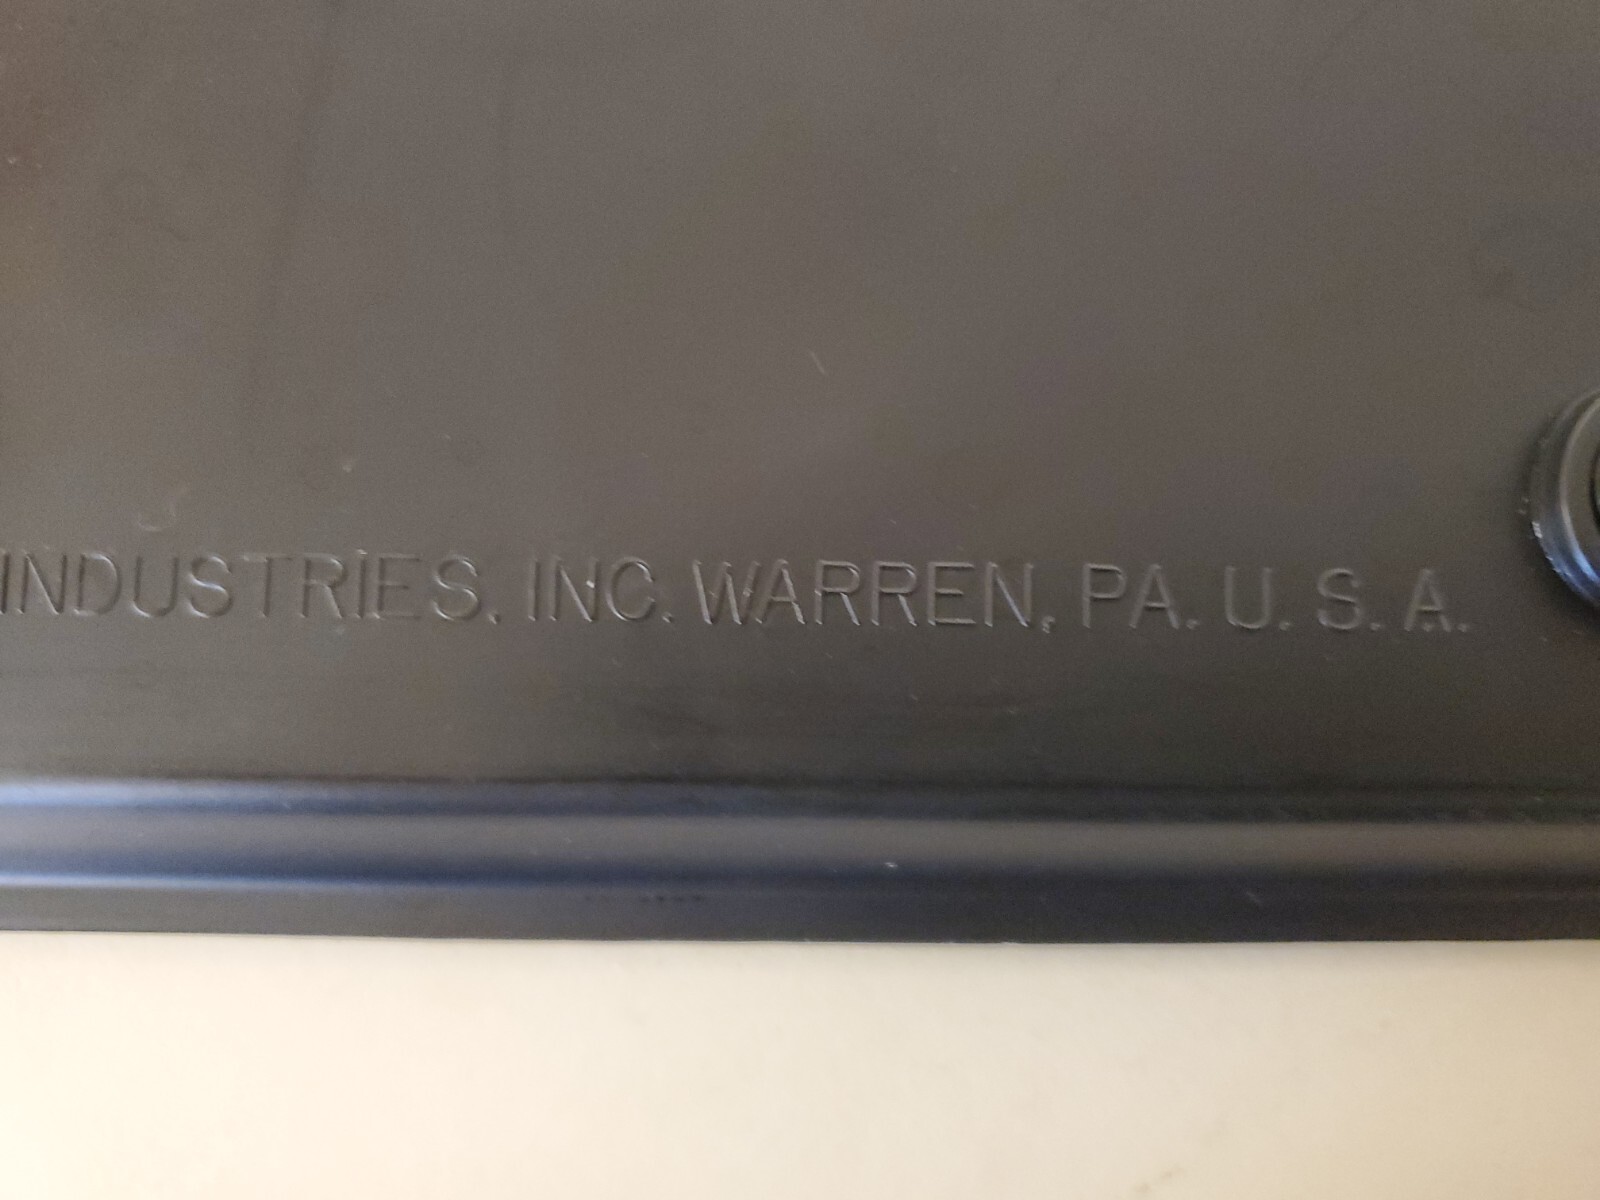 INDUSTRIES, INC. WARREN, PA. U. S. A.